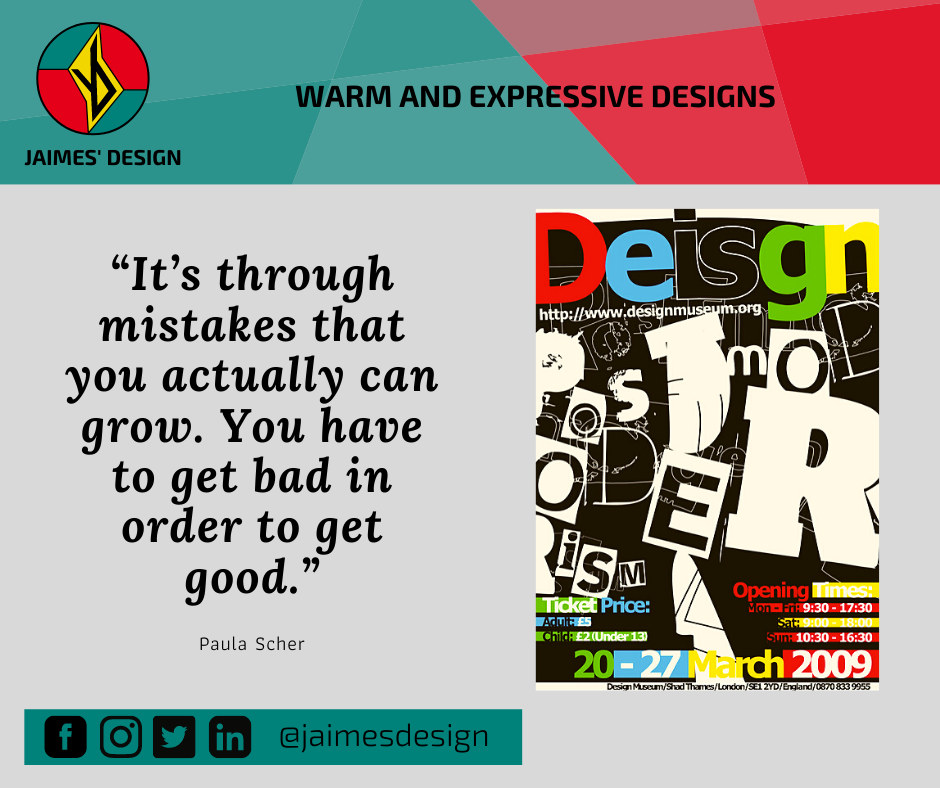 WARM AND EXPRESSIVE DESIGNS
JAIMES' DESIGN
“It’s through
mistakes that
you actually can
grow. You have
to get bad in
order to get
good.”
Paula Scher
@jaimesdesign
Deisgn
http://www.designmuseum.org
PosT mOD
ERisM
Opening Times:
Mon - Fri: 9:30 - 17:30
Sat: 9:00 - 18:00
Sun: 10:30 - 16:30
Ticket Price:
Adult: £5
Child: £2 (Under 13)
20 - 27 March 2009
Design Museum/Shad Thames/London/SE1 2YD/England/0870 833 9955